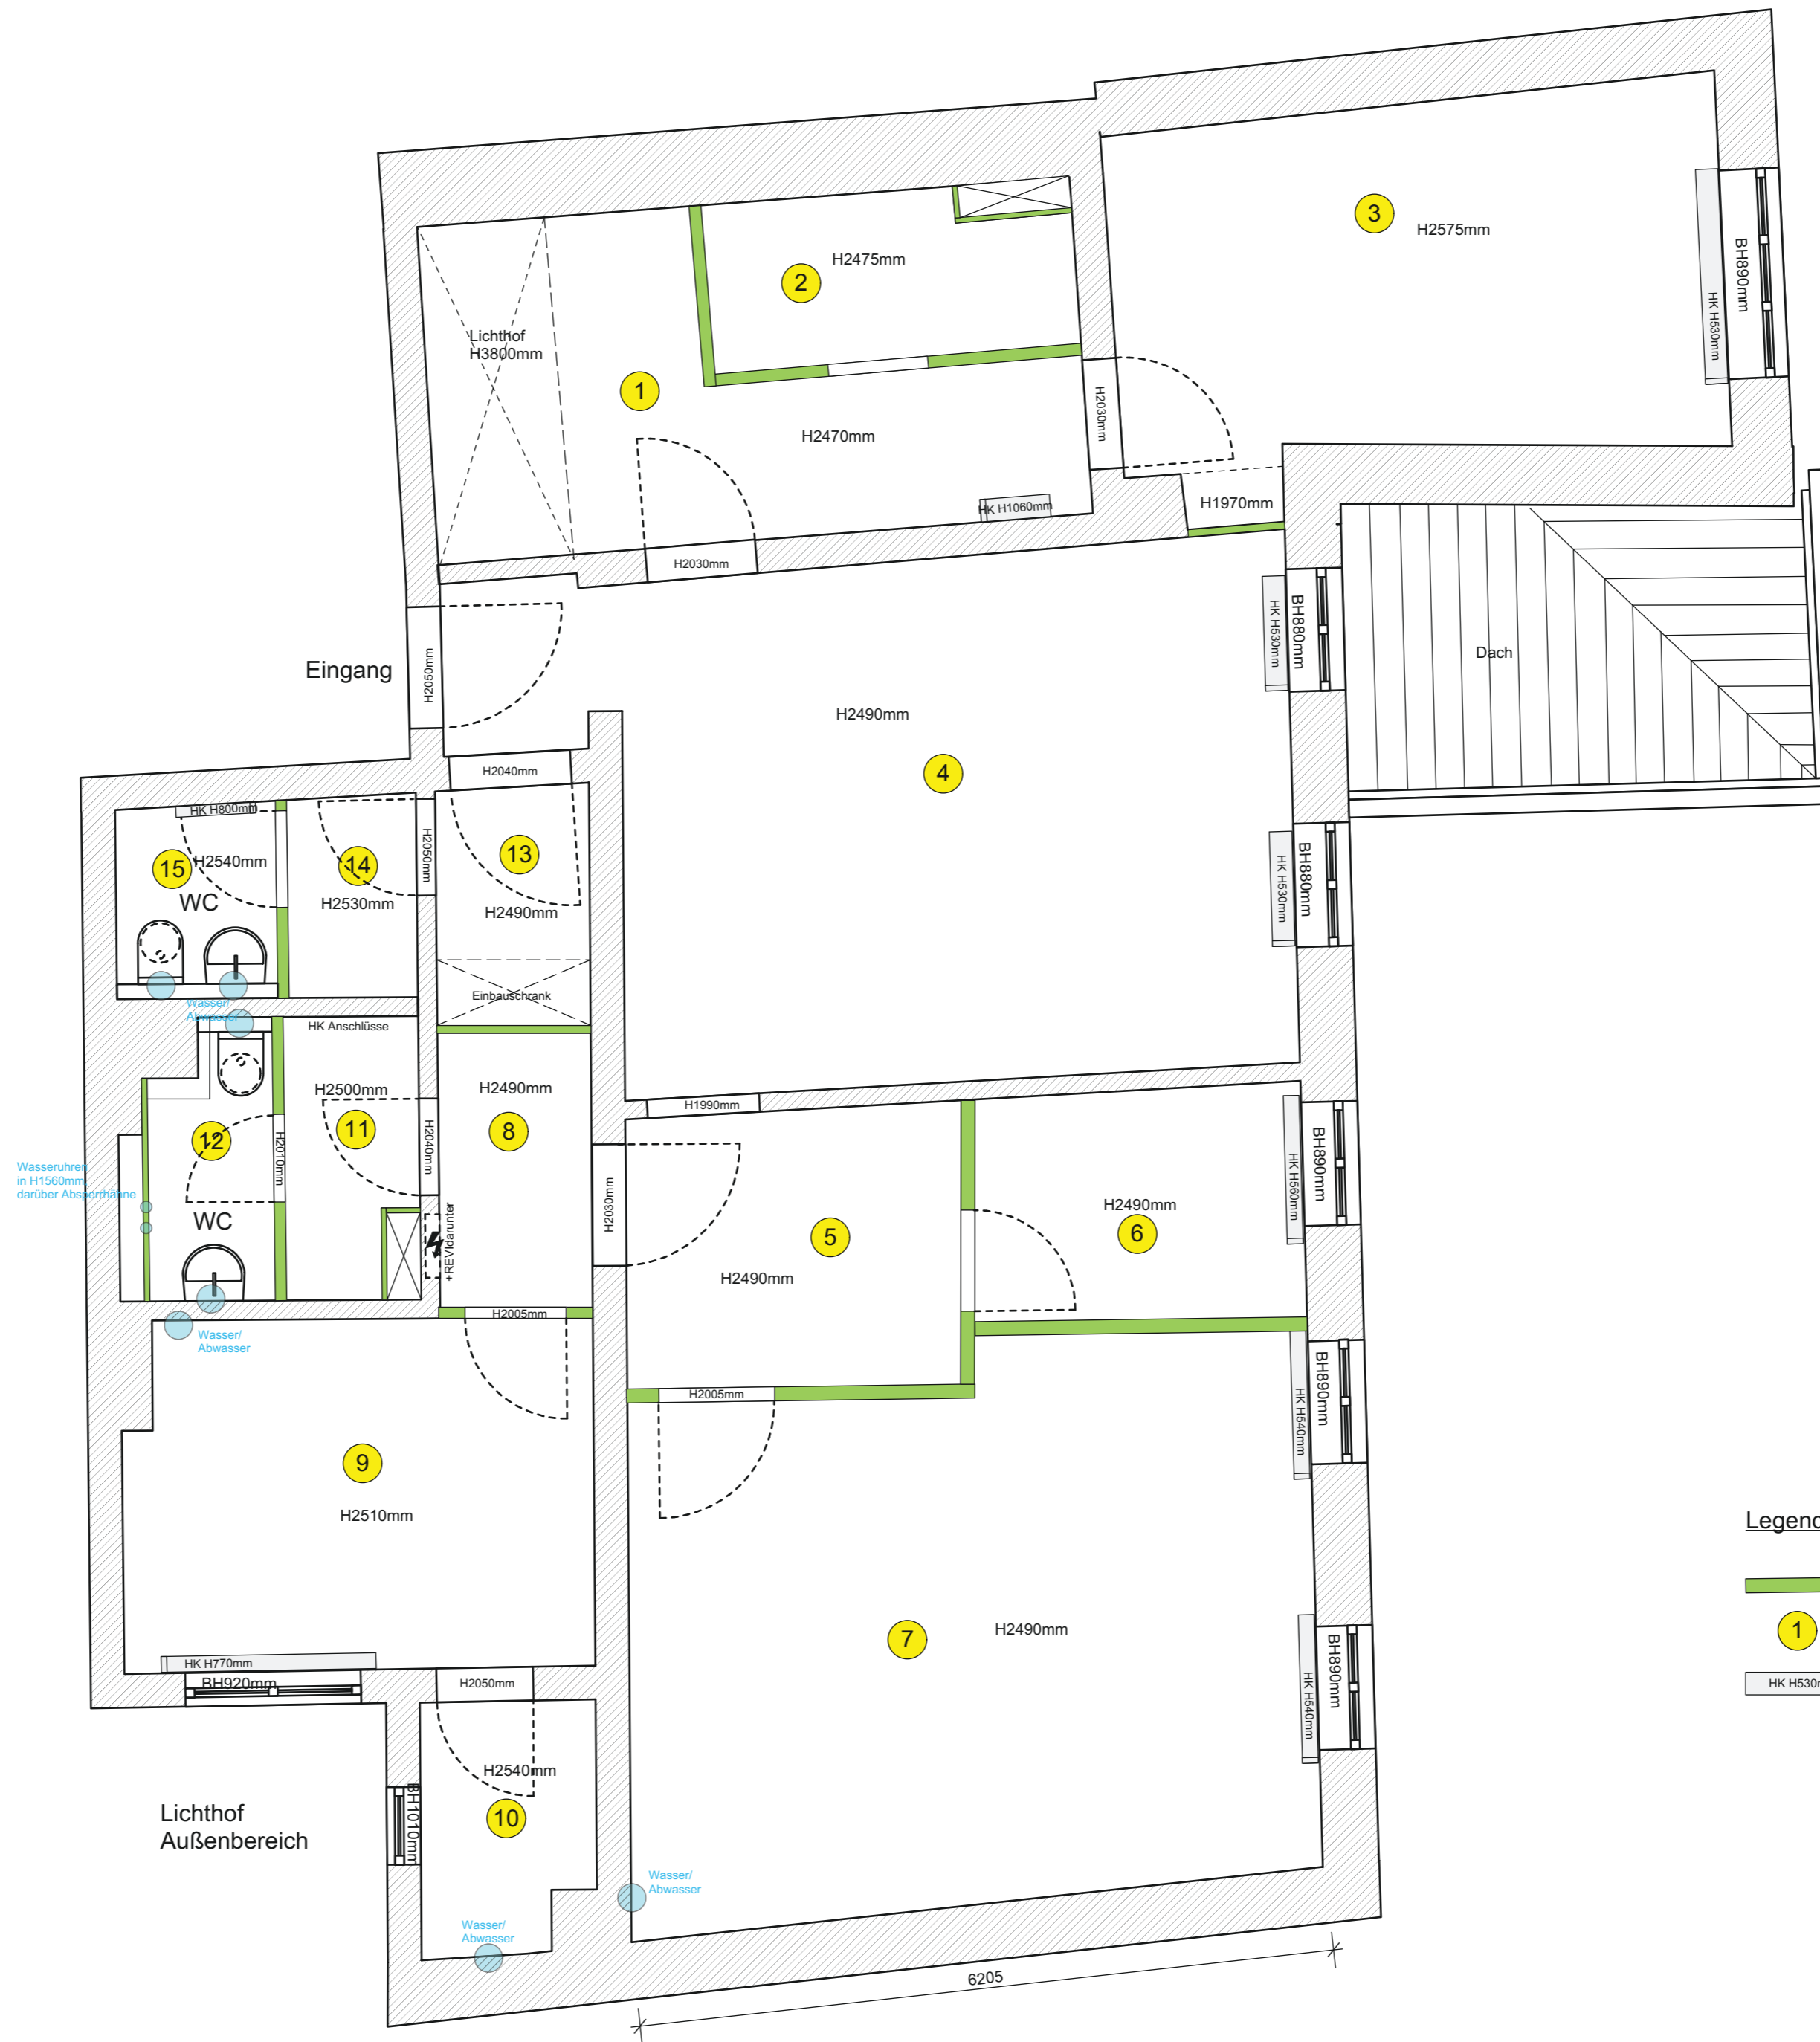 3
H2575mm
BH890mm
HK H530mm
H2475mm
2
Lichthof
H3800mm
1
H2470mm
H2030mm
HK H1060mm
H1970mm
H2030mm
Eingang
H2050mm
H2490mm
4
HK H530mm
BH880mm
Dach
H2040mm
HK H800mm
15
H2540mm
WC
14
H2530mm
H2050mm
13
H2490mm
HK H530mm
BH880mm
Einbauschrank
Wasser/
Abwasser
HK Anschlüsse
H2500mm
11
H2040mm
H2490mm
8
H1990mm
12
H2010mm
Wasseruhren
in H1560mm
darüber Absperrhähne
WC
+REVIdarunter
H2030mm
5
H2490mm
H2490mm
6
HK H560mm
BH890mm
H2005mm
Wasser/
Abwasser
H2005mm
HK H540mm
BH890mm
9
H2510mm
7
H2490mm
HK H540mm
BH890mm
HK H770mm
BH920mm
H2050mm
H2540mm
10
BH1010mm
Lichthof
Außenbereich
Wasser/
Abwasser
Wasser/
Abwasser
6205
Legend
1
HK H530